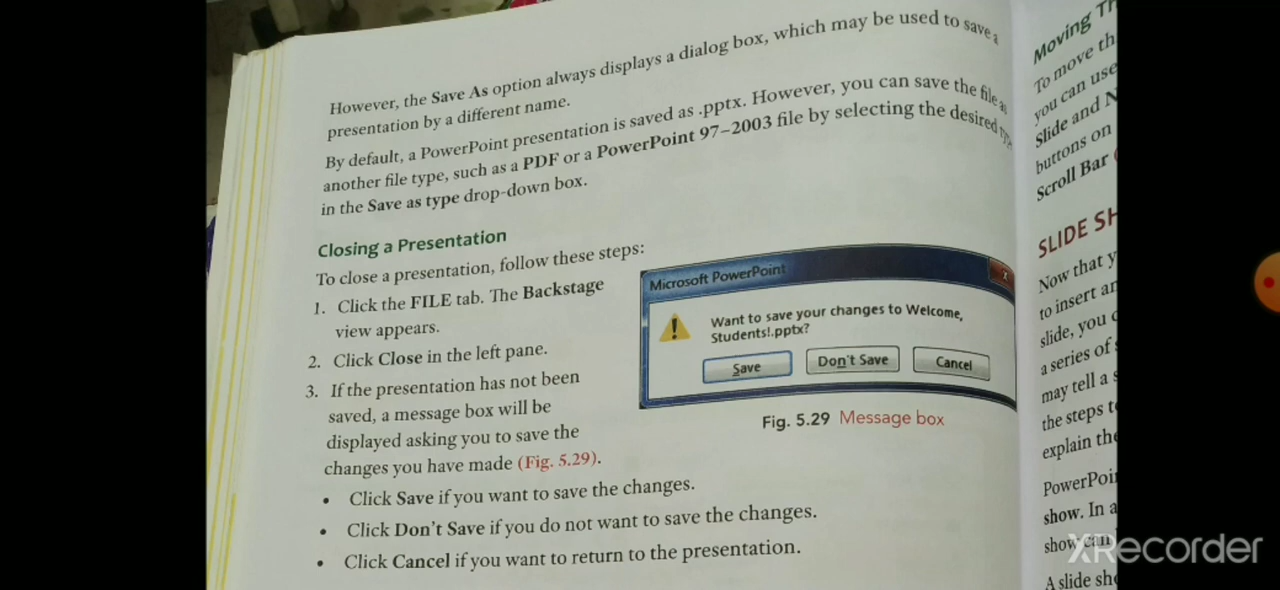 However, the Save As option always displays a dialog box, which may be used to save a
presentation by a different name.
By default, a PowerPoint presentation is saved as .pptx. However, you can save the file as
another file type, such as a PDF or a PowerPoint 97–2003 file by selecting the desired type
in the Save as type drop-down box.
Closing a Presentation
To close a presentation, follow these steps:
1. Click the FILE tab. The Backstage
view appears.
2. Click Close in the left pane.
3. If the presentation has not been
saved, a message box will be
displayed asking you to save the
changes you have made (Fig. 5.29).
• Click Save if you want to save the changes.
• Click Don't Save if you do not want to save the changes.
• Click Cancel if you want to return to the presentation.
Microsoft PowerPoint
Want to save your changes to Welcome,
Students!.pptx?
Save Don't Save Cancel
Fig. 5.29 Message box
Moving
To move
you can use
Slide and
buttons on
Scroll Bar
SLIDE
Now that
to insert
slide, you
a series of
may tell a
the steps
explain the
show. In a
show can
A slide
XRecorder